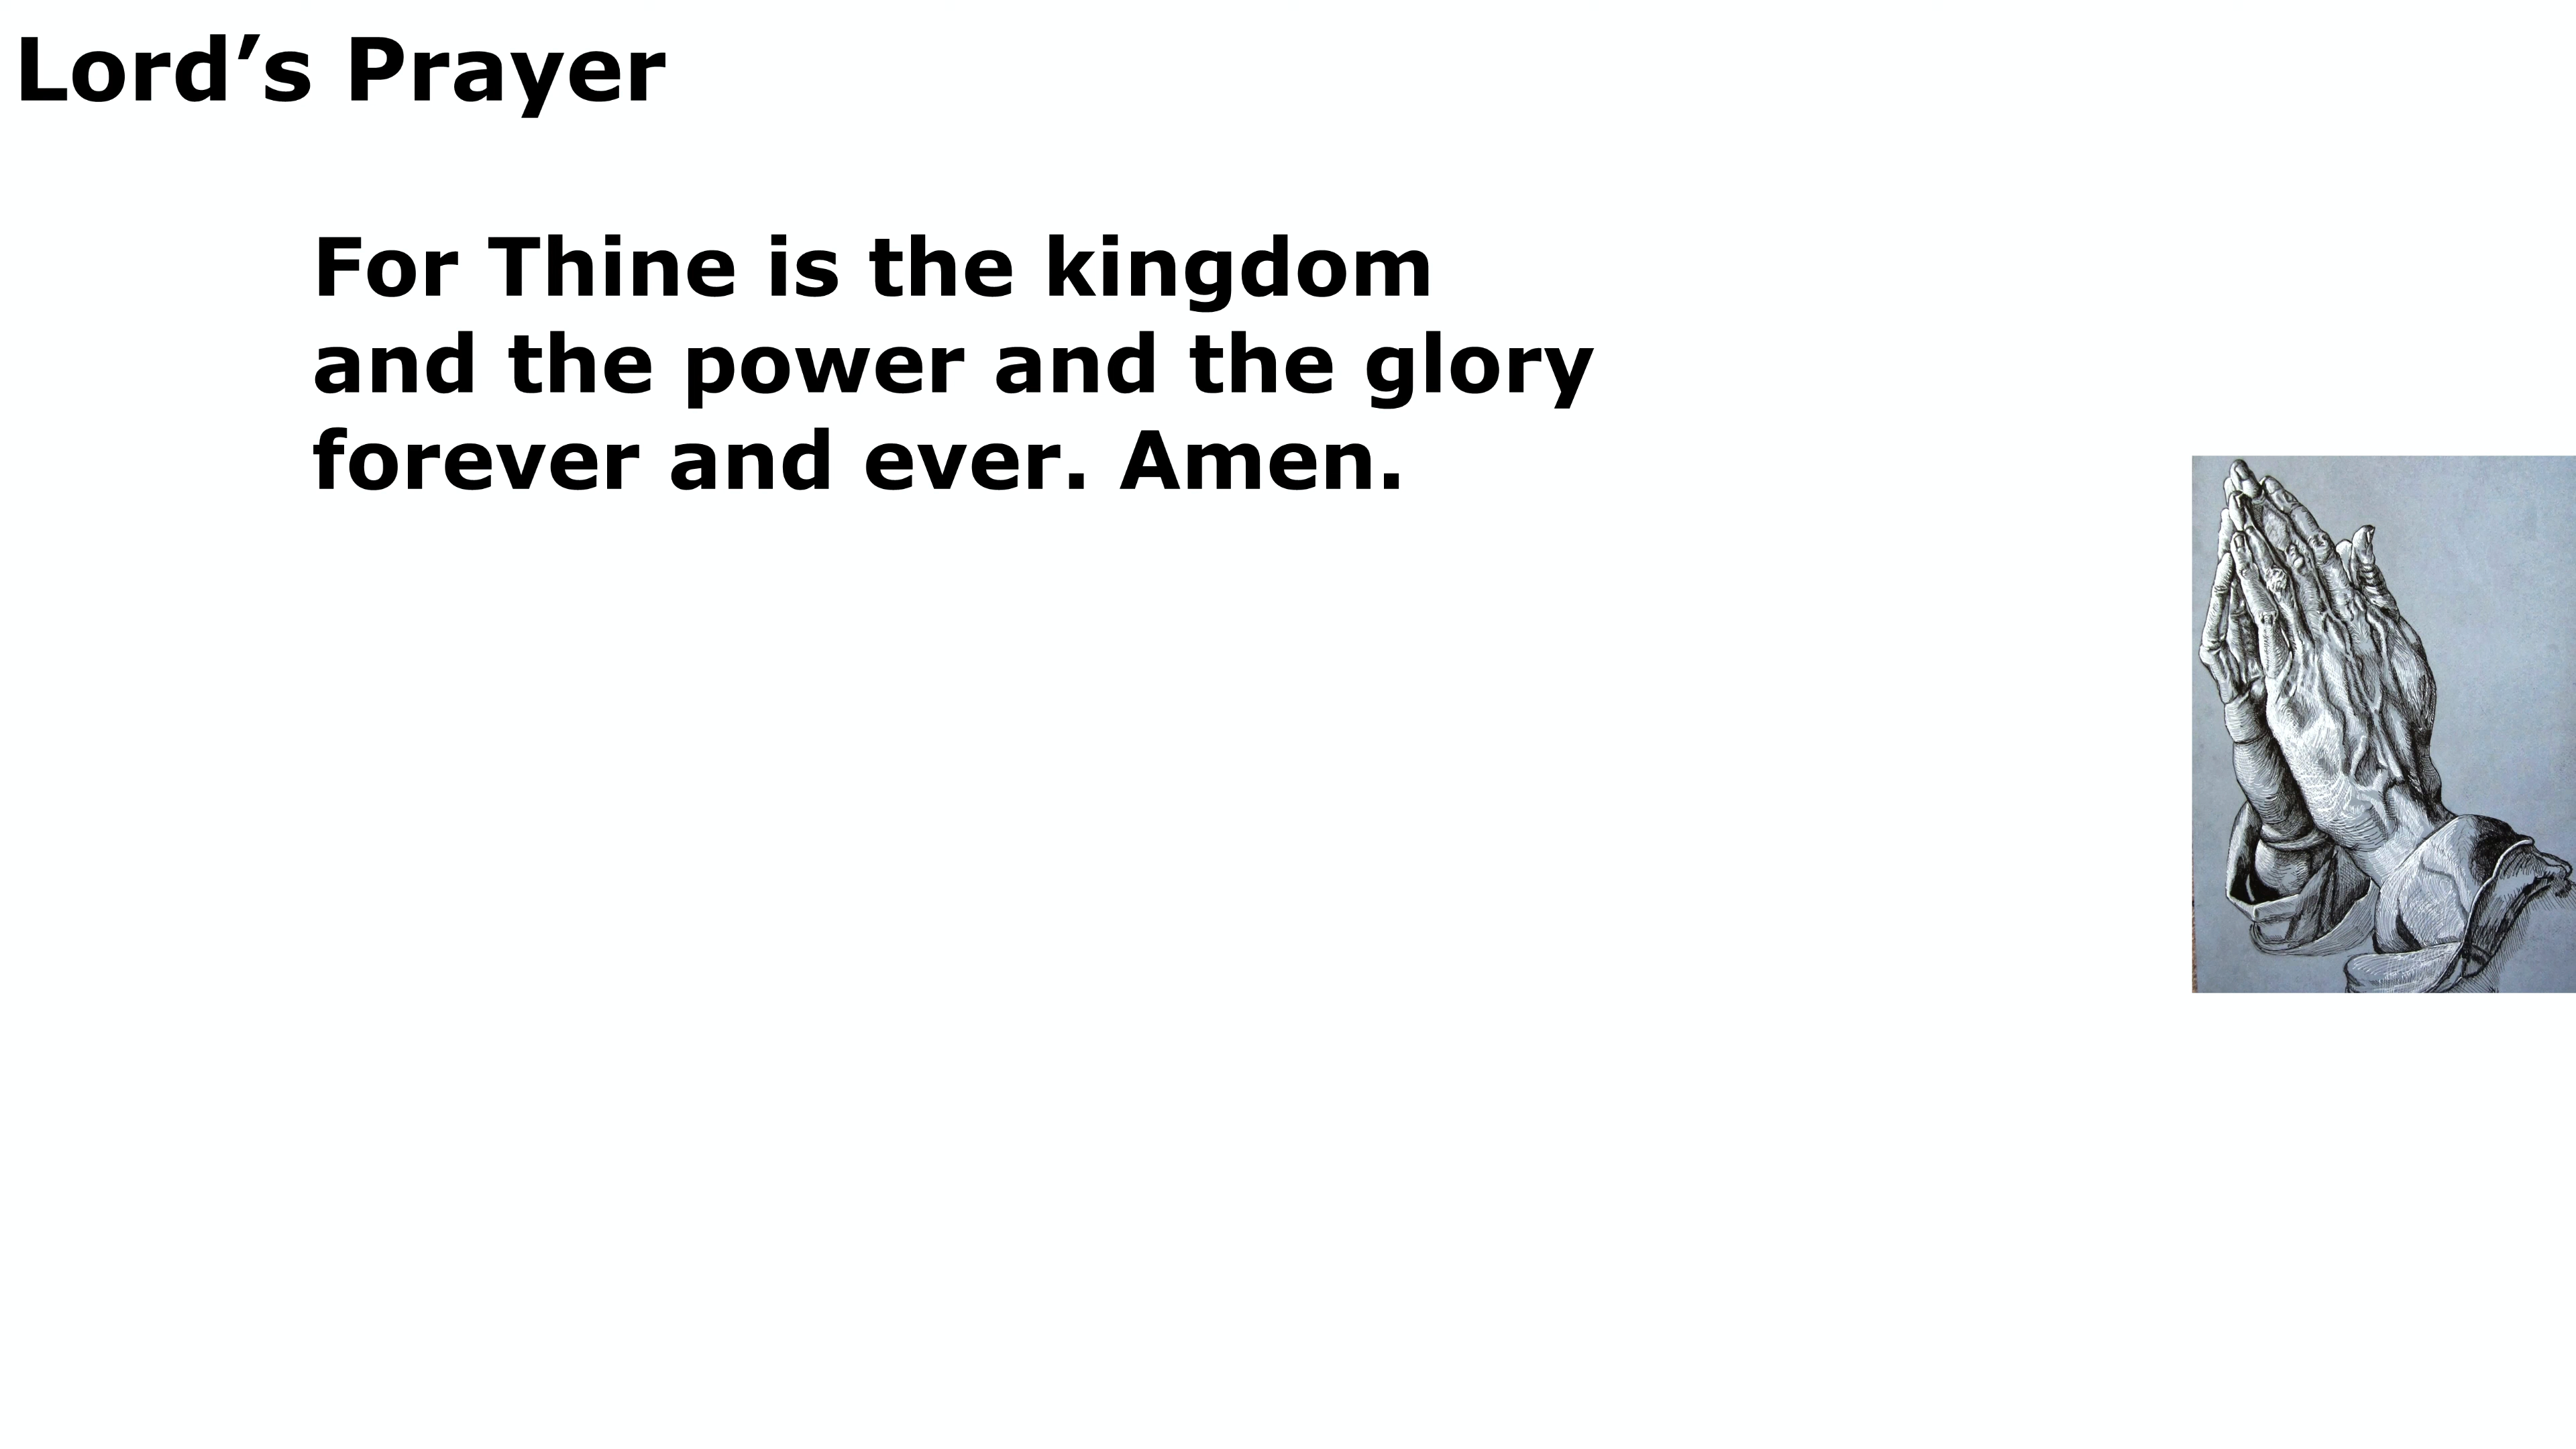 Lord’s Prayer
For Thine is the kingdom
and the power and the glory
forever and ever. Amen.